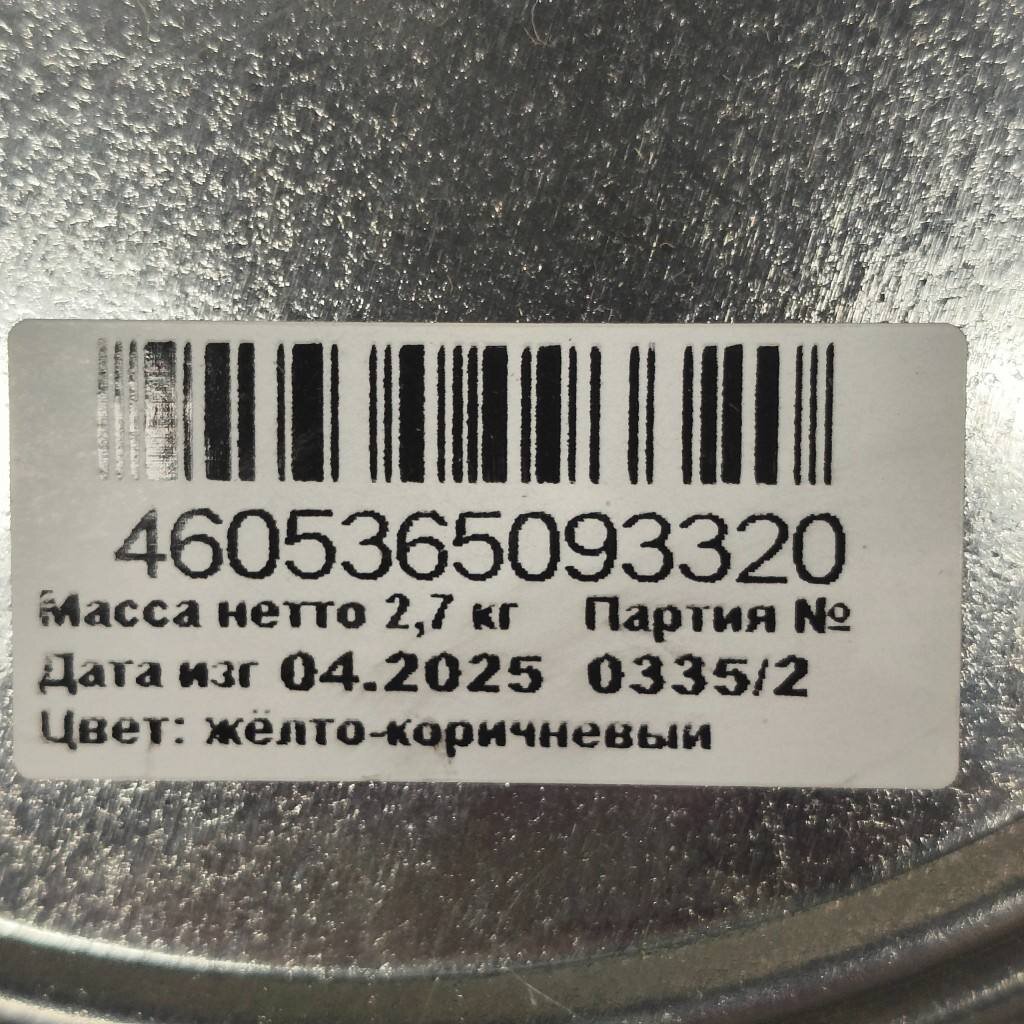 4605365093320
Масса нетто 2,7 кг Партия №
Дата изг 04.2025 0335/2
Цвет: жёлто-коричневый